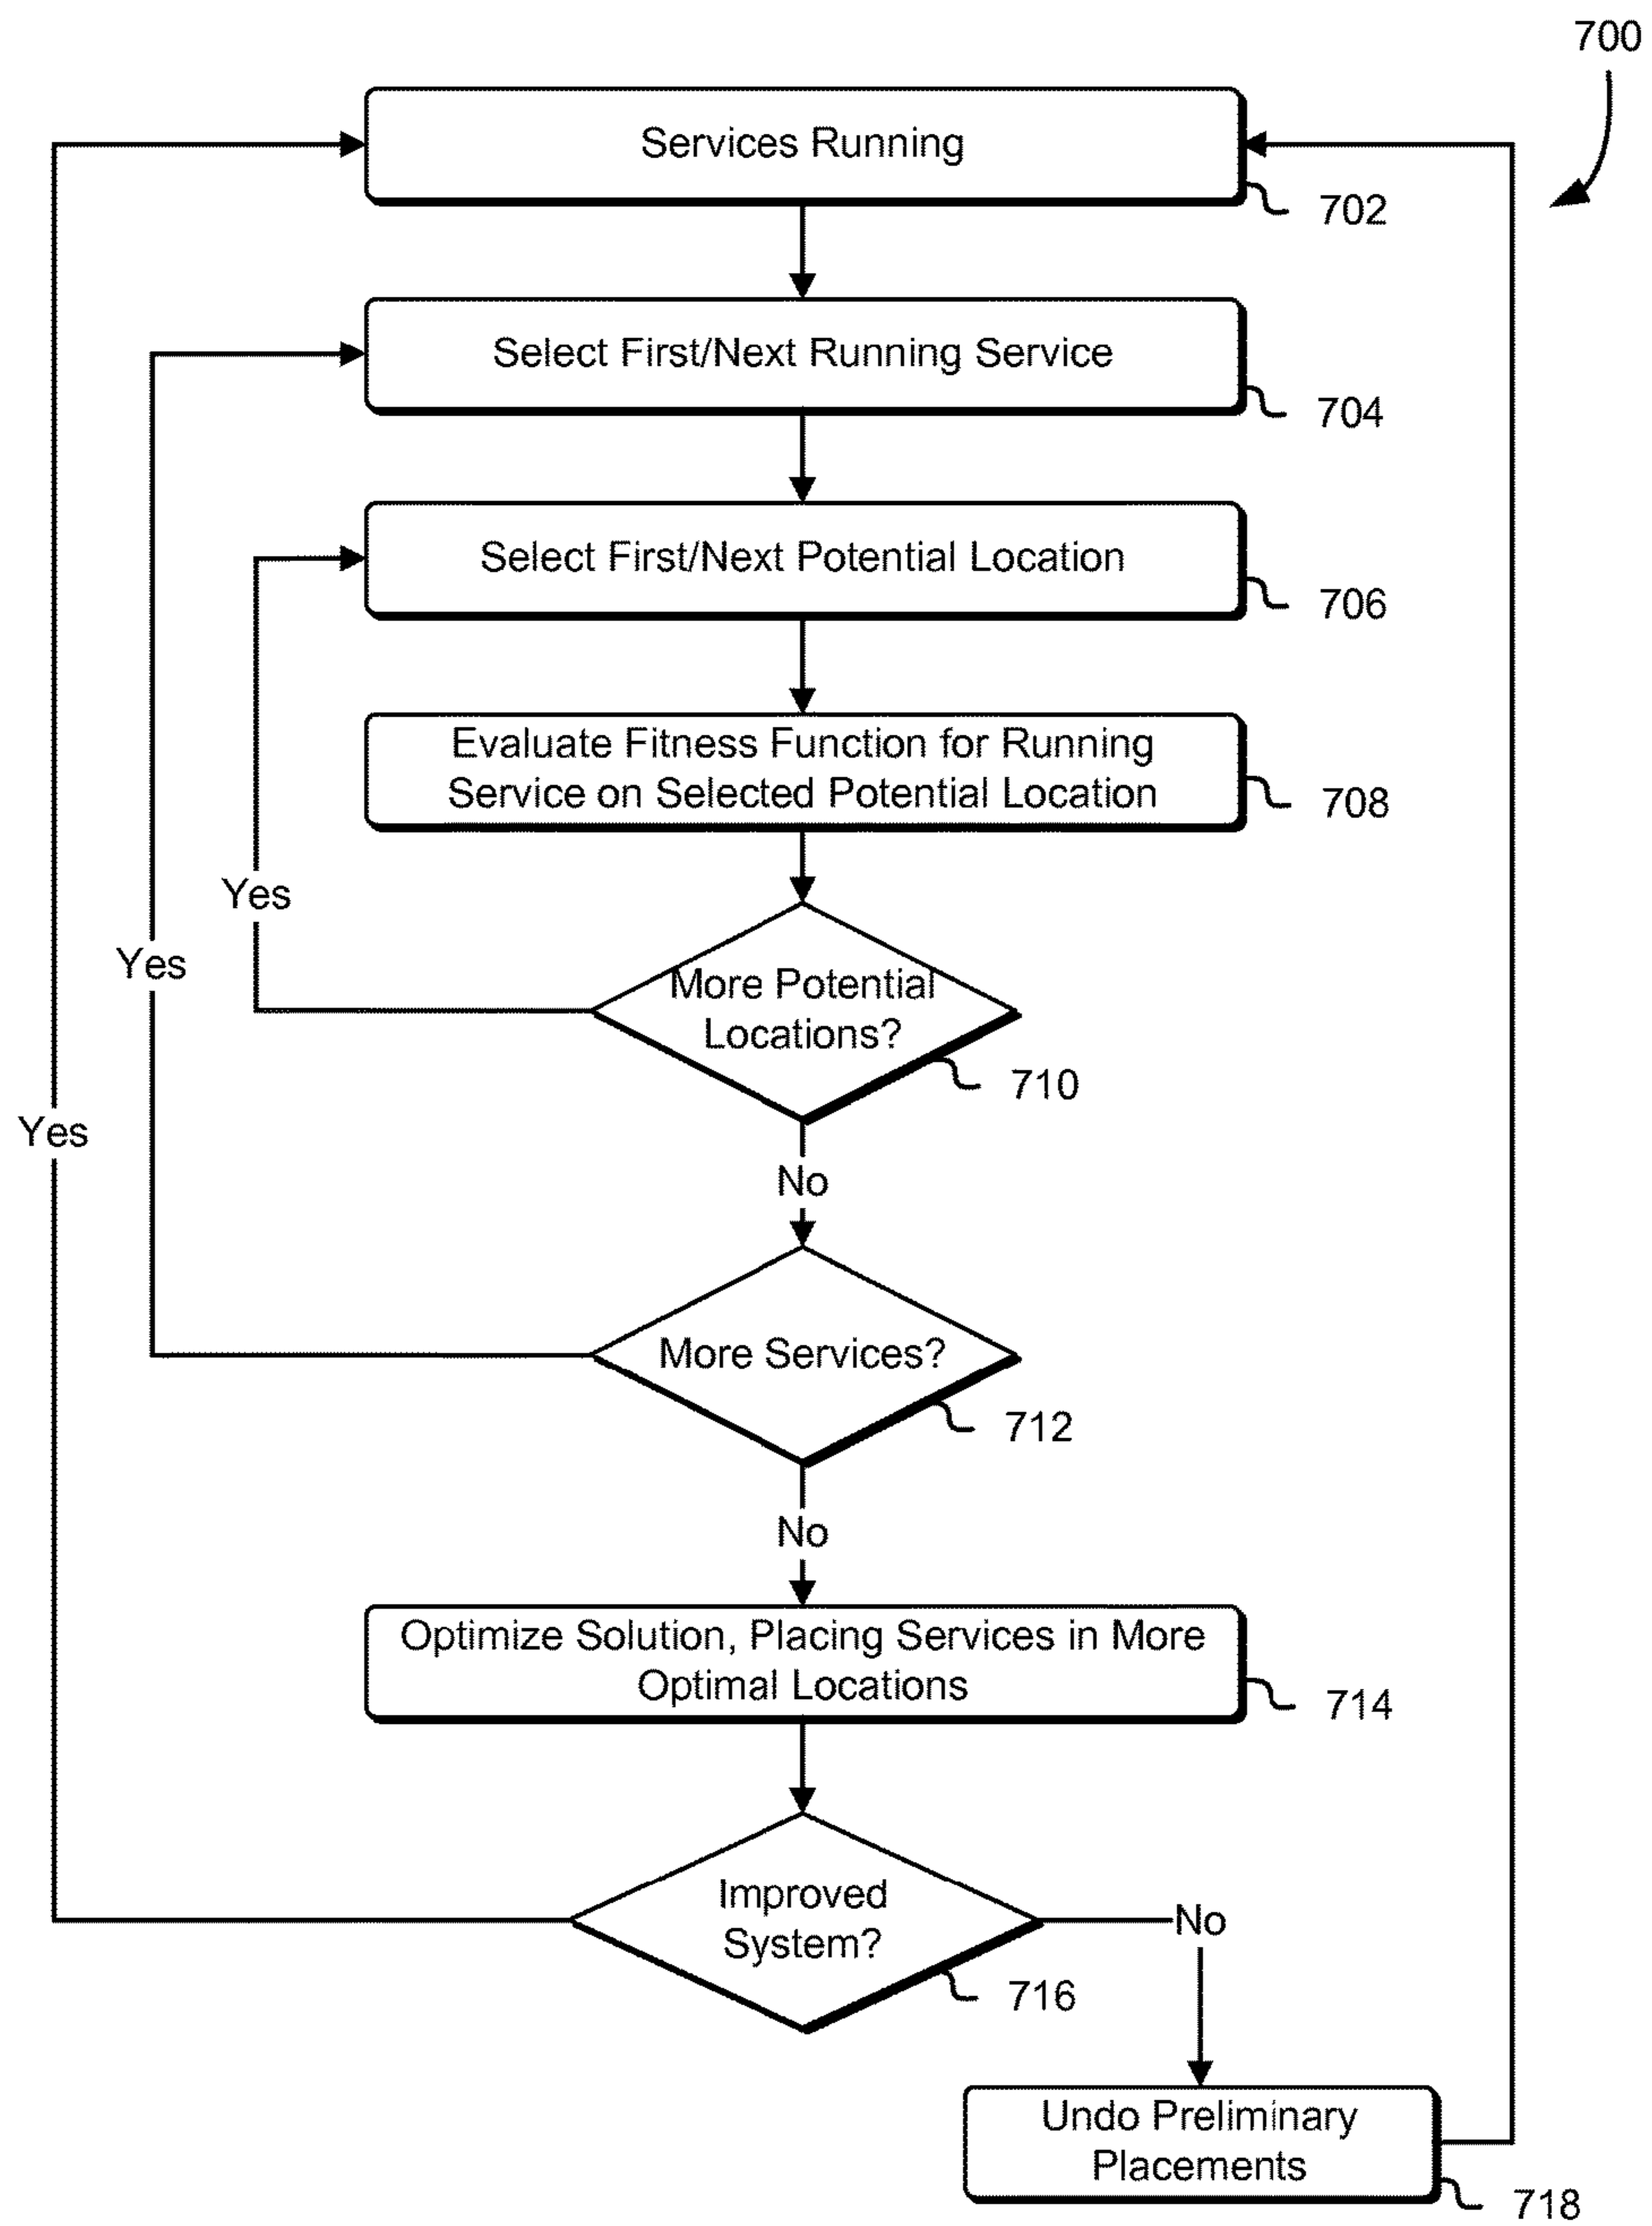 700
Services Running
702
Select First/Next Running Service
704
Select First/Next Potential Location
706
Evaluate Fitness Function for Running
Service on Selected Potential Location
708
Yes
Yes
More Potential
Locations?
710
Yes
No
More Services?
712
No
Optimize Solution, Placing Services in More
Optimal Locations
714
Improved
System?
No
716
Undo Preliminary
Placements
718